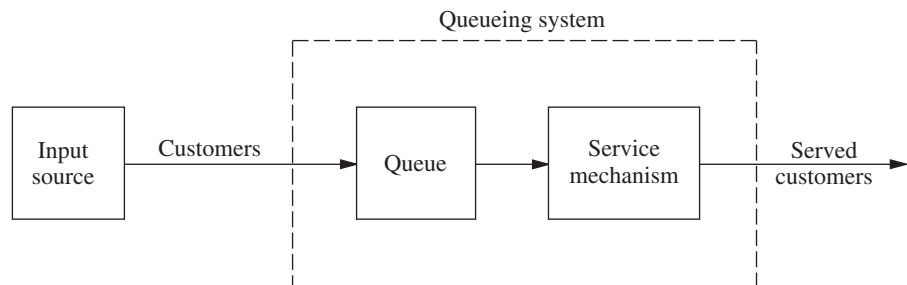 Queueing system
Input
source
Customers
Queue
Service
mechanism
Served
customers